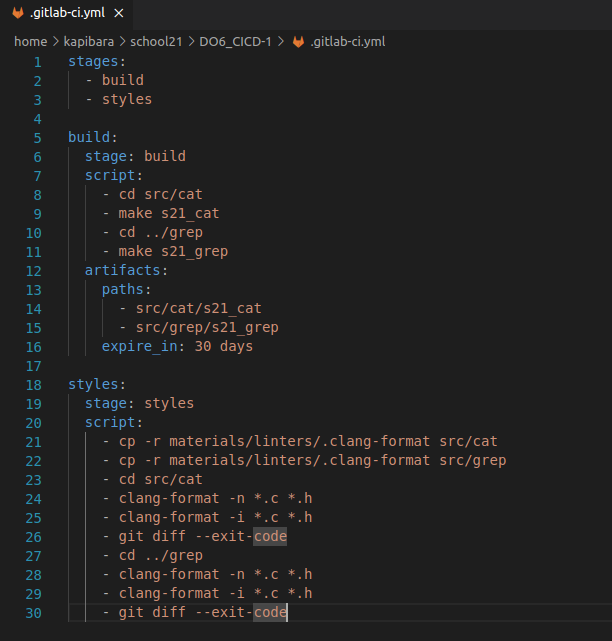 .gitlab-ci.yml ×
home > kapibara > school21 > DO6_CICD-1 > .gitlab-ci.yml
1 stages:
2   - build
3   - styles
4
5 build:
6   stage: build
7   script:
8     - cd src/cat
9     - make s21_cat
10     - cd ../grep
11     - make s21_grep
12   artifacts:
13     paths:
14       - src/cat/s21_cat
15       - src/grep/s21_grep
16     expire_in: 30 days
17
18 styles:
19   stage: styles
20   script:
21     - cp -r materials/linters/.clang-format src/cat
22     - cp -r materials/linters/.clang-format src/grep
23     - cd src/cat
24     - clang-format -n *.c *.h
25     - clang-format -i *.c *.h
26     - git diff --exit-code
27     - cd ../grep
28     - clang-format -n *.c *.h
29     - clang-format -i *.c *.h
30     - git diff --exit-code